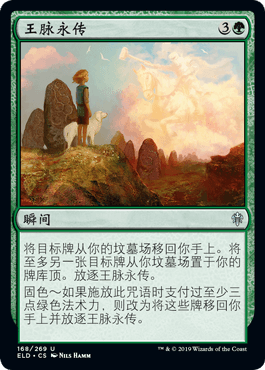 王脉永传 3
瞬间
将目标牌从你的坟墓场移回你手上。将
至多另一张目标牌从你的坟墓场置于你的
牌库顶。放逐王脉永传。
固色～如果施放此咒语时支付过至少三
点绿色法术力,则改为将这些牌移回你
手上并放逐王脉永传。
168/269 U
ELD • CS NILS HAMM
™ & © 2019 Wizards of the Coast